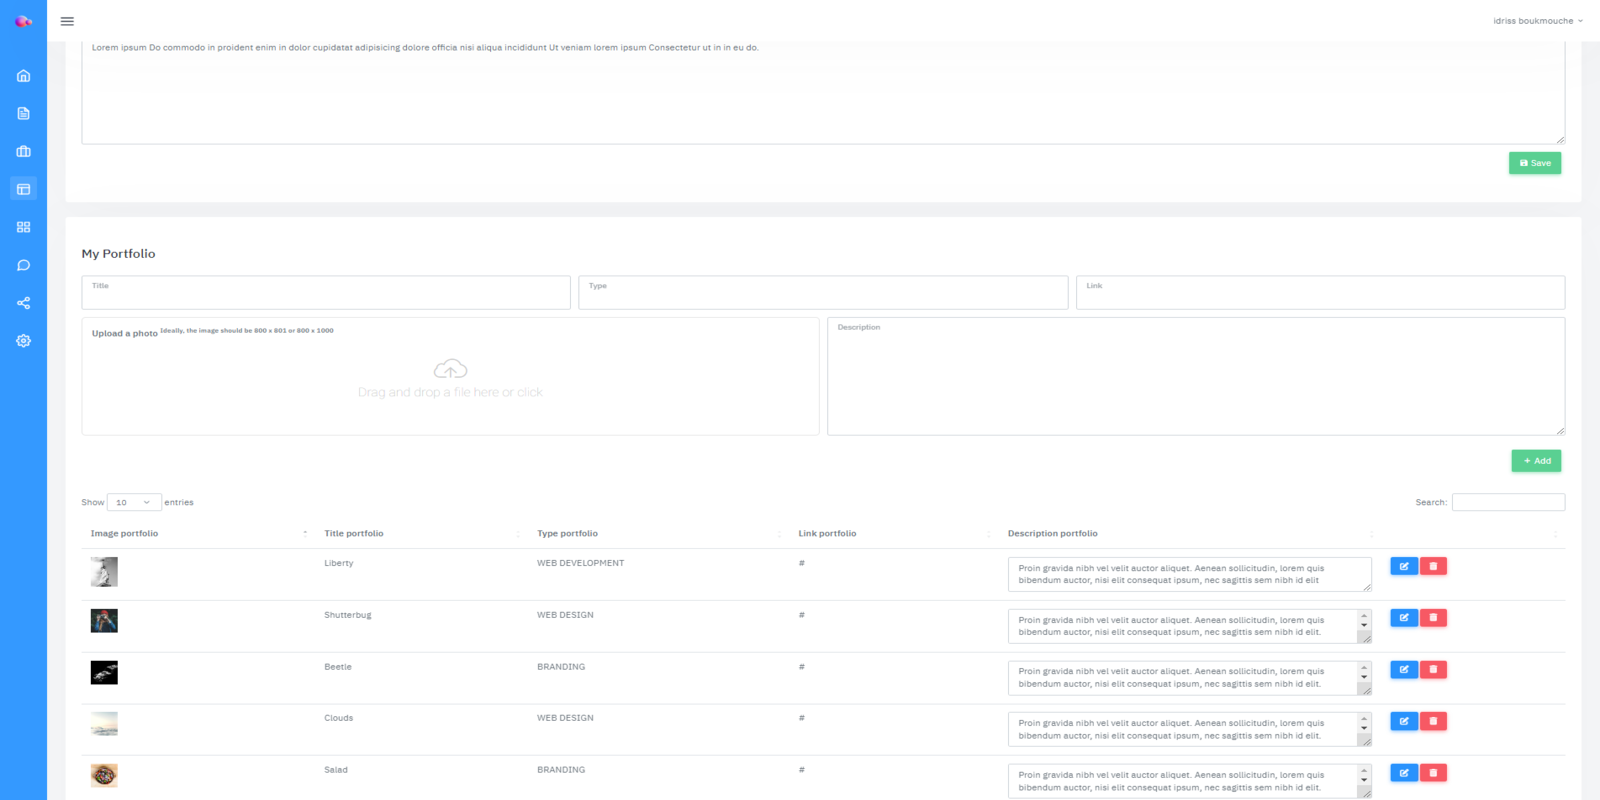 idriss boukmouche
Lorem ipsum Do commodo in proident enim in dolor cupidatat adipisicing dolore officia nisi aliqua incididunt Ut veniam lorem ipsum Consectetur ut in in eu do.
Save
My Portfolio
Title Type Link
Upload a photo Ideally, the image should be 800 x 801 or 800 x 1000
Description
Drag and drop a file here or click
+ Add
Show 10 entries Search:
Image portfolio Title portfolio Type portfolio Link portfolio Description portfolio
Liberty WEB DEVELOPMENT # Proin gravida nibh vel velit auctor aliquet. Aenean sollicitudin, lorem quis
bibendum auctor, nisi elit consequat ipsum, nec sagittis sem nibh id elit
Shutterbug WEB DESIGN # Proin gravida nibh vel velit auctor aliquet. Aenean sollicitudin, lorem quis
bibendum auctor, nisi elit consequat ipsum, nec sagittis sem nibh id elit.
Beetle BRANDING # Proin gravida nibh vel velit auctor aliquet. Aenean sollicitudin, lorem quis
bibendum auctor, nisi elit consequat ipsum, nec sagittis sem nibh id elit.
Clouds WEB DESIGN # Proin gravida nibh vel velit auctor aliquet. Aenean sollicitudin, lorem quis
bibendum auctor, nisi elit consequat ipsum, nec sagittis sem nibh id elit.
Salad BRANDING # Proin gravida nibh vel velit auctor aliquet. Aenean sollicitudin, lorem quis
bibendum auctor, nisi elit consequat ipsum, nec sagittis sem nibh id elit.